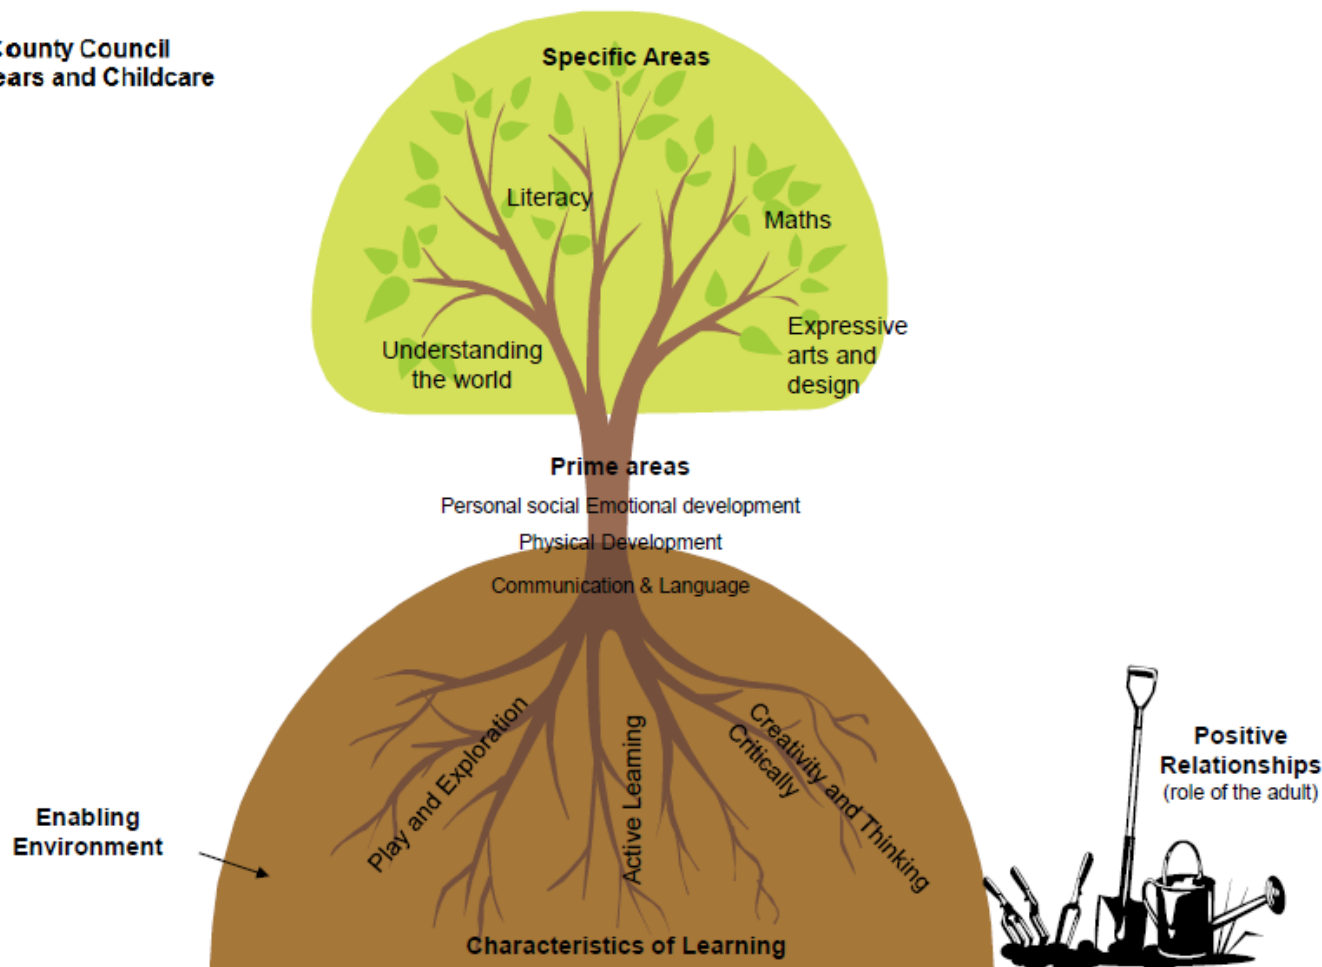 County Council
ears and Childcare
Specific Areas
Literacy
Maths
Understanding
the world
Expressive
arts and
design
Prime areas
Personal social Emotional development
Physical Development
Communication & Language
Play and Exploration
Active Learning
Creativity and Thinking
Critically
Positive
Relationships
(role of the adult)
Enabling
Environment
Characteristics of Learning